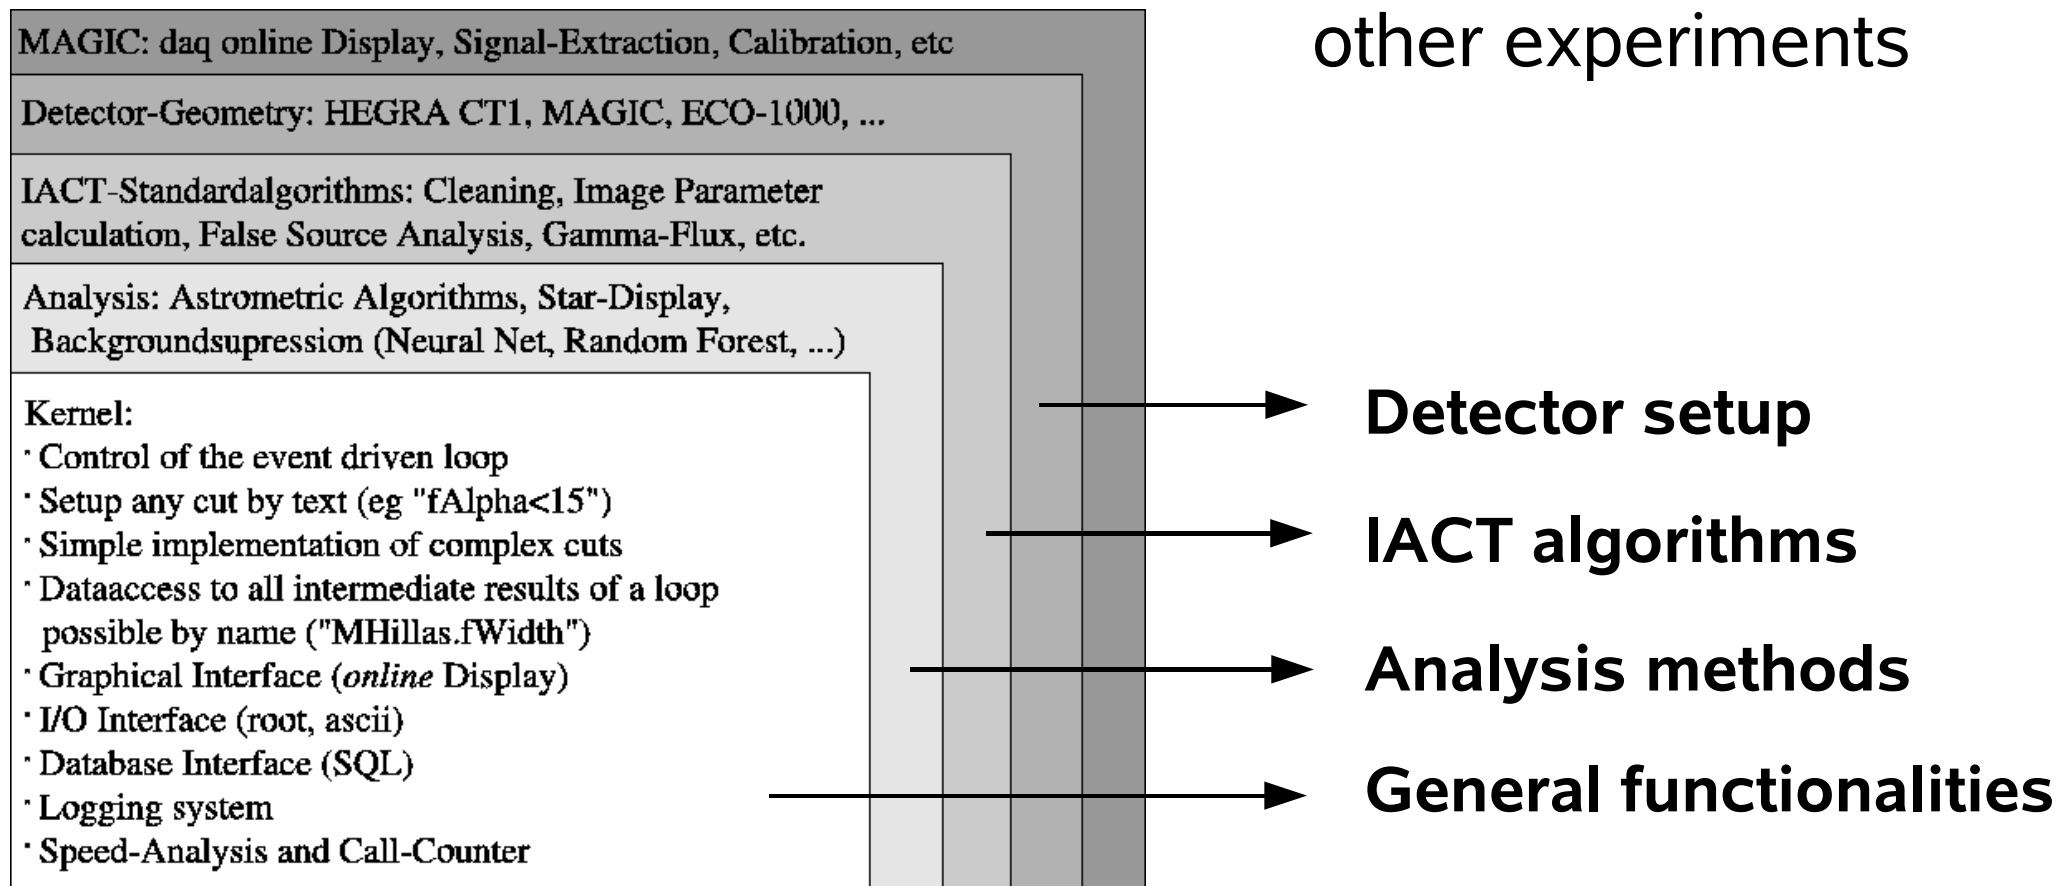 MAGIC: daq online Display, Signal-Extraction, Calibration, etc
other experiments
Detector-Geometry: HEGRA CT1, MAGIC, ECO-1000, ...
IACT-Standardalgorithms: Cleaning, Image Parameter
calculation, False Source Analysis, Gamma-Flux, etc.
Analysis: Astrometric Algorithms, Star-Display,
Backgroundsupression (Neural Net, Random Forest, ...)
Kernel:
· Control of the event driven loop
· Setup any cut by text (eg "fAlpha<15")
· Simple implementation of complex cuts
· Dataaccess to all intermediate results of a loop
possible by name ("MHillas.fWidth")
· Graphical Interface (online Display)
· I/O Interface (root, ascii)
· Database Interface (SQL)
· Logging system
· Speed-Analysis and Call-Counter
Detector setup
IACT algorithms
Analysis methods
General functionalities